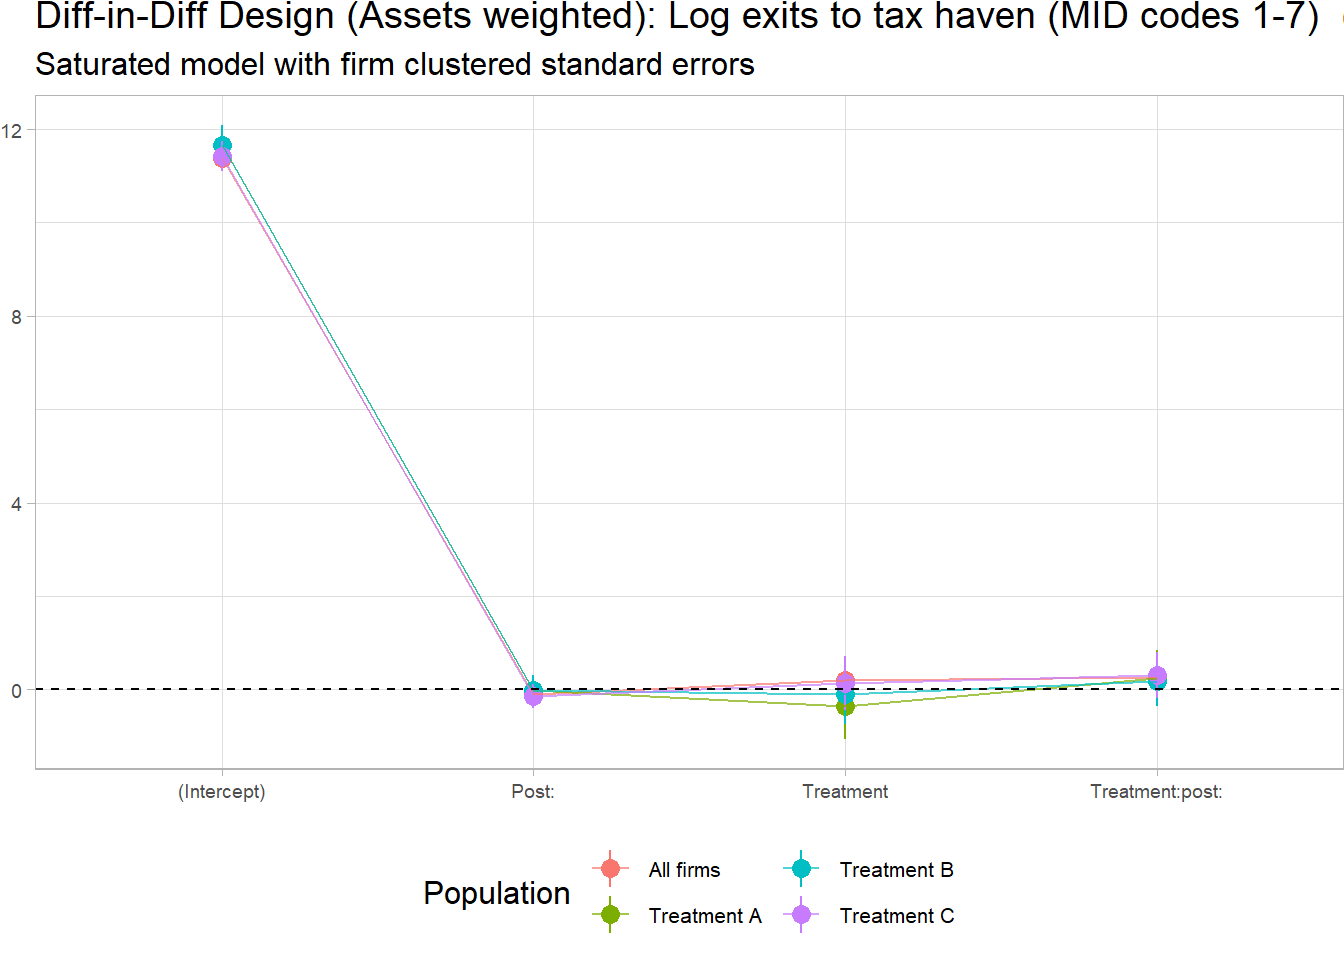 Diff-in-Diff Design (Assets weighted): Log exits to tax haven (MID codes 1-7)
Saturated model with firm clustered standard errors
12
8
4
0
(Intercept)
Post:
Treatment
Treatment:post:
Population
All firms
Treatment B
Treatment A
Treatment C